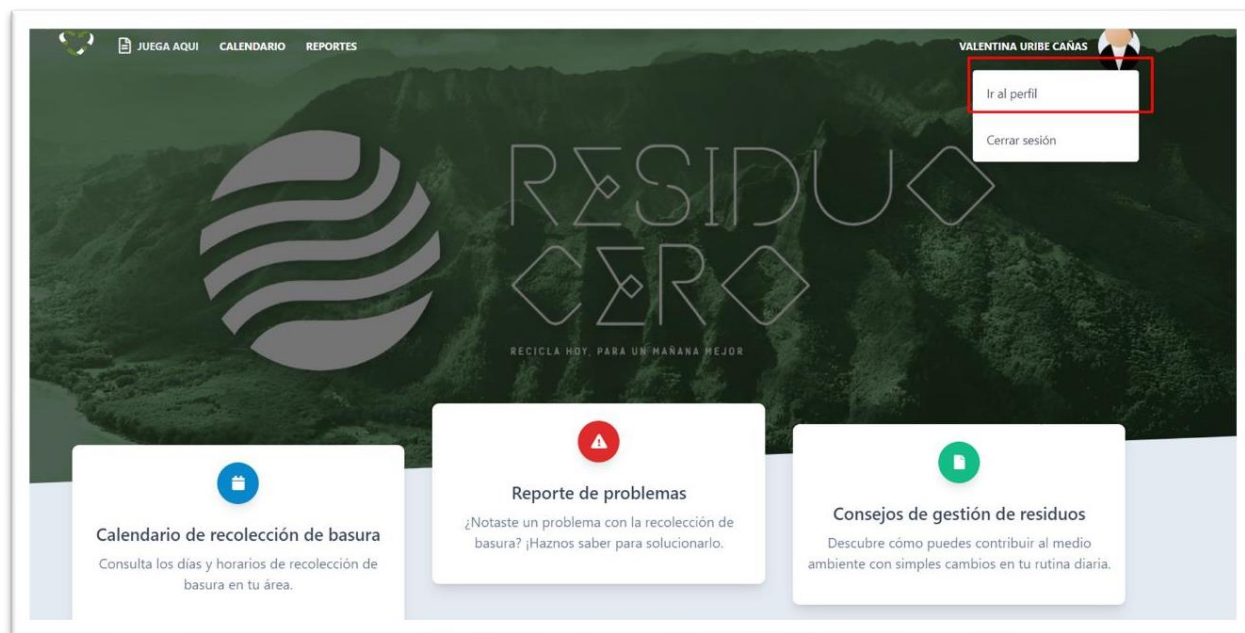 JUEGA AQUI CALENDARIO REPORTES VALENTINA URIBE CAÑAS
Ir al perfil
Cerrar sesión
RESIDUO
CERO
RECICLA HOY, PARA UN MAÑANA MEJOR
Calendario de recolección de basura
Consulta los días y horarios de recolección de
basura en tu área.
Reporte de problemas
¿Notaste un problema con la recolección de
basura? ¡Haznos saber para solucionarlo.
Consejos de gestión de residuos
Descubre cómo puedes contribuir al medio
ambiente con simples cambios en tu rutina diaria.